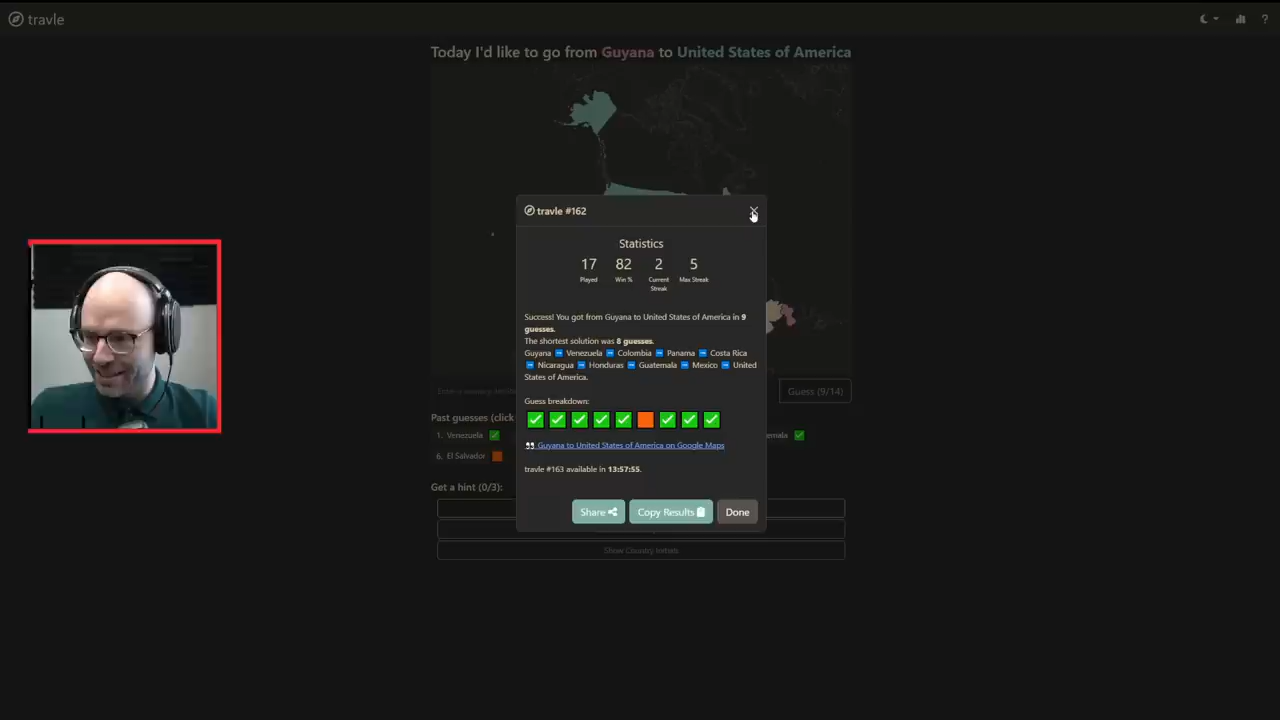 travle
?
Today I'd like to go from Guyana to United States of America
travle #162
Statistics
17 82 2 5
Played Win % Current Streak Max Streak
Success! You got from Guyana to United States of America in 9
guesses.
The shortest solution was 8 guesses.
Guyana ➡ Venezuela ➡ Colombia ➡ Panama ➡ Costa Rica
➡ Nicaragua ➡ Honduras ➡ Guatemala ➡ Mexico ➡ United
States of America.
Guess breakdown:
Guyana to United States of America on Google Maps
travle #163 available in 13:57:55.
Share Copy Results Done
Guess (9/14)
Past guesses (click
1. Venezuela
6. El Salvador
Get a hint (0/3):
Show Country Initials